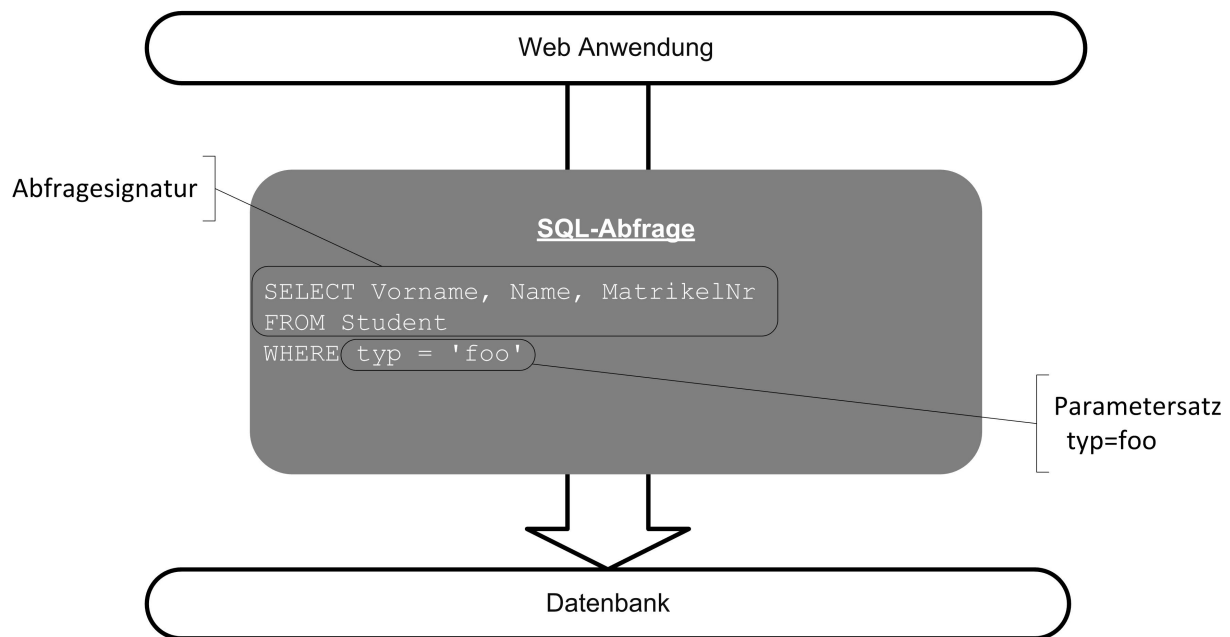 Web Anwendung
Abfragesignatur
SQL-Abfrage
SELECT Vorname, Name, MatrikelNr
FROM Student
WHERE typ = 'foo'
Parametersatz
typ=foo
Datenbank